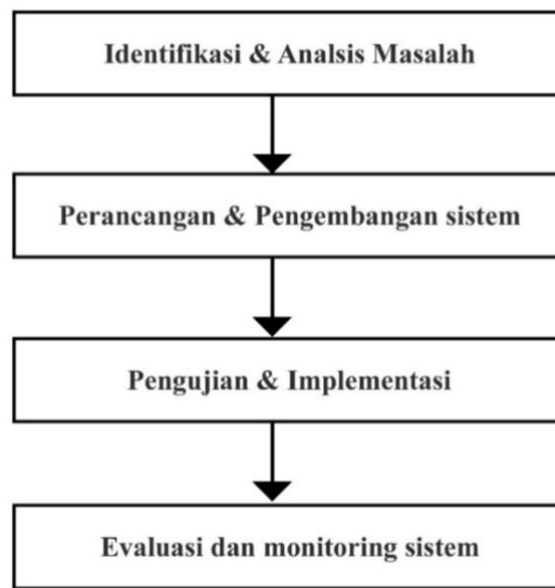 Identifikasi & Analsis Masalah
Perancangan & Pengembangan sistem
Pengujian & Implementasi
Evaluasi dan monitoring sistem